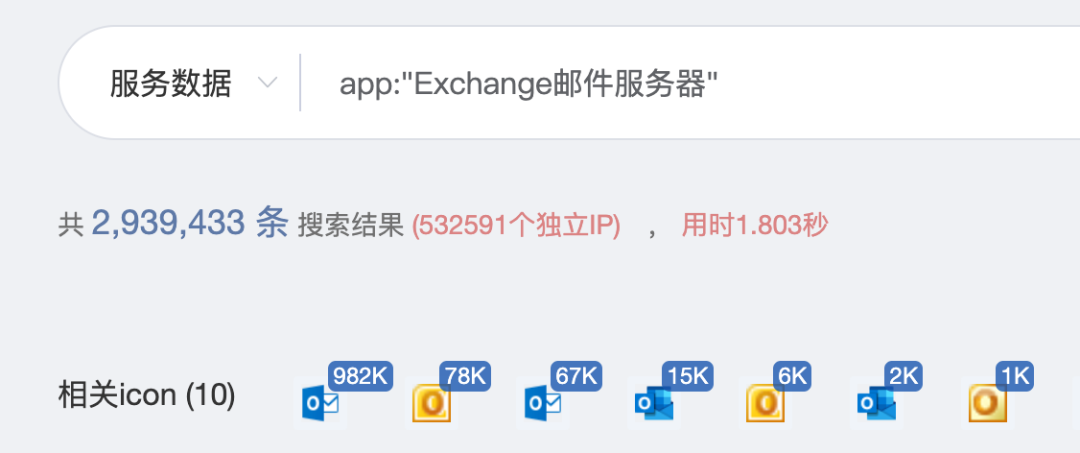 服务数据 app:"Exchange邮件服务器"
共 2,939,433 条 搜索结果 (532591个独立IP) ， 用时1.803秒
相关icon (10) 982K 78K 67K 15K 6K 2K 1K